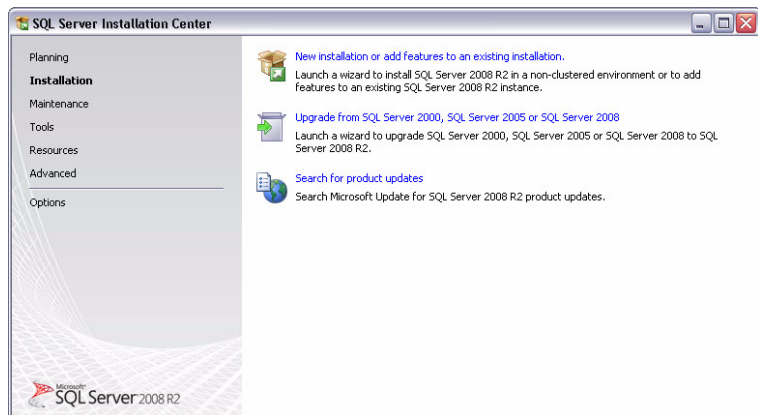 SQL Server Installation Center
Planning
Installation
Maintenance
Tools
Resources
Advanced
Options
New installation or add features to an existing installation.
Launch a wizard to install SQL Server 2008 R2 in a non-clustered environment or to add
features to an existing SQL Server 2008 R2 instance.
Upgrade from SQL Server 2000, SQL Server 2005 or SQL Server 2008
Launch a wizard to upgrade SQL Server 2000, SQL Server 2005 or SQL Server 2008 to SQL
Server 2008 R2.
Search for product updates
Search Microsoft Update for SQL Server 2008 R2 product updates.
Microsoft
SQL Server 2008 R2